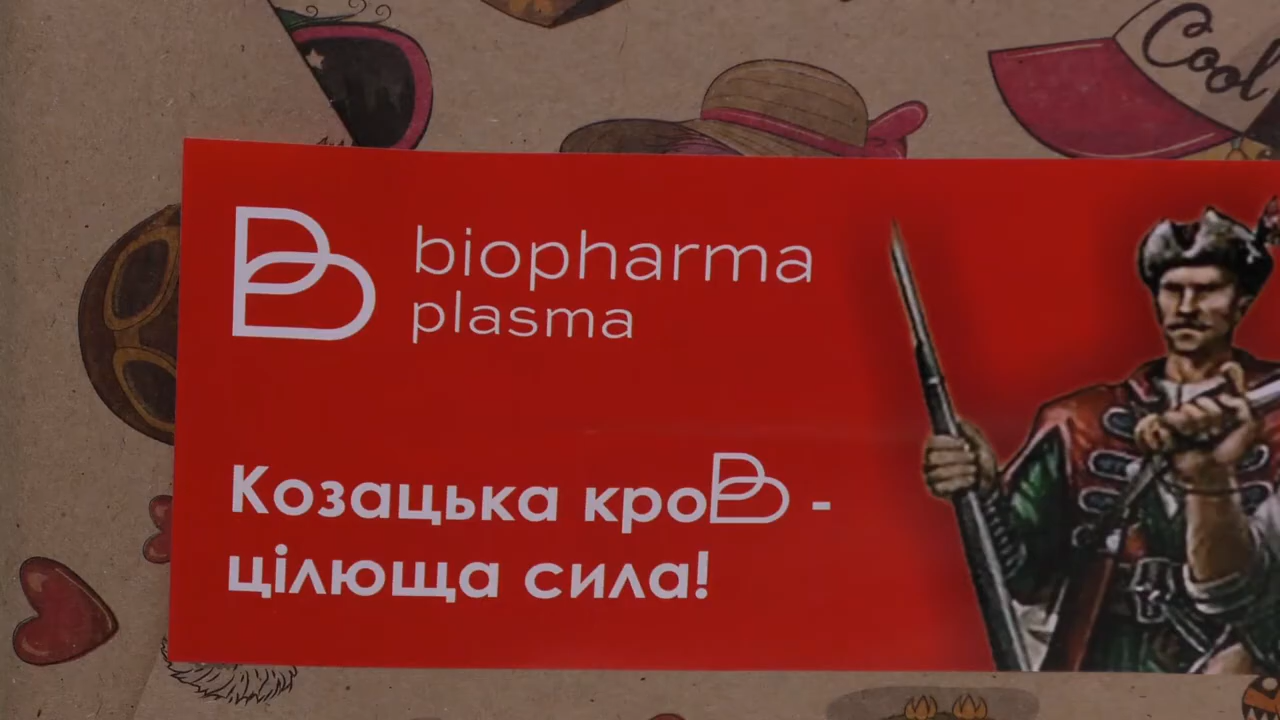 Cool
biopharma
plasma
Козацька кроВ -
цілюща сила!